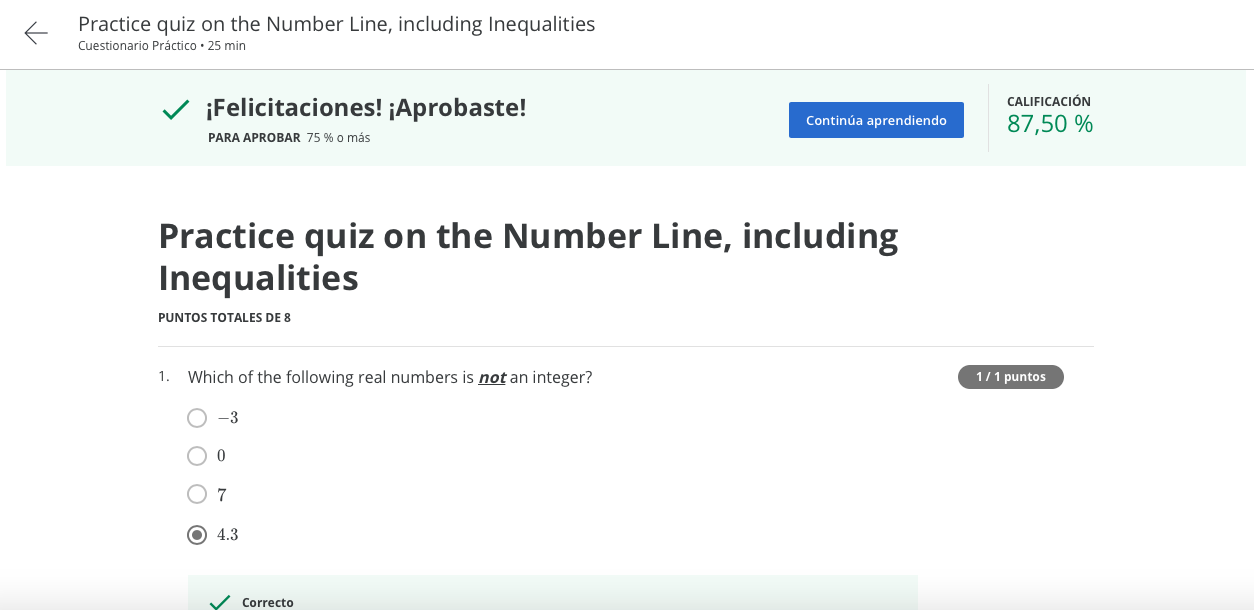 Practice quiz on the Number Line, including Inequalities
Cuestionario Práctico • 25 min
¡Felicitaciones! ¡Aprobaste!
PARA APROBAR 75 % o más
Continúa aprendiendo
CALIFICACIÓN
87,50 %
Practice quiz on the Number Line, including
Inequalities
PUNTOS TOTALES DE 8
1. Which of the following real numbers is not an integer?
1 / 1 puntos
−3
0
7
4.3
Correcto